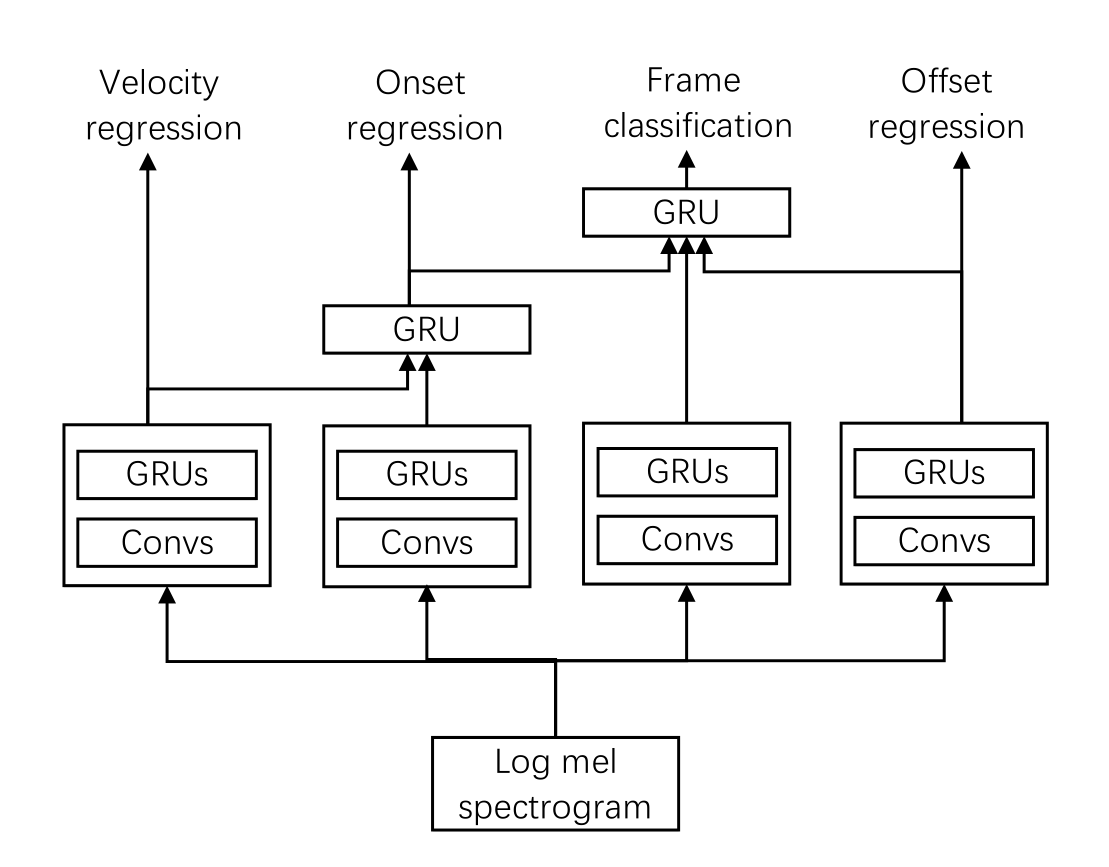 Velocity
regression
Onset
regression
Frame
classification
Offset
regression
GRU
GRU
GRUs
Convs
GRUs
Convs
GRUs
Convs
GRUs
Convs
Log mel
spectrogram